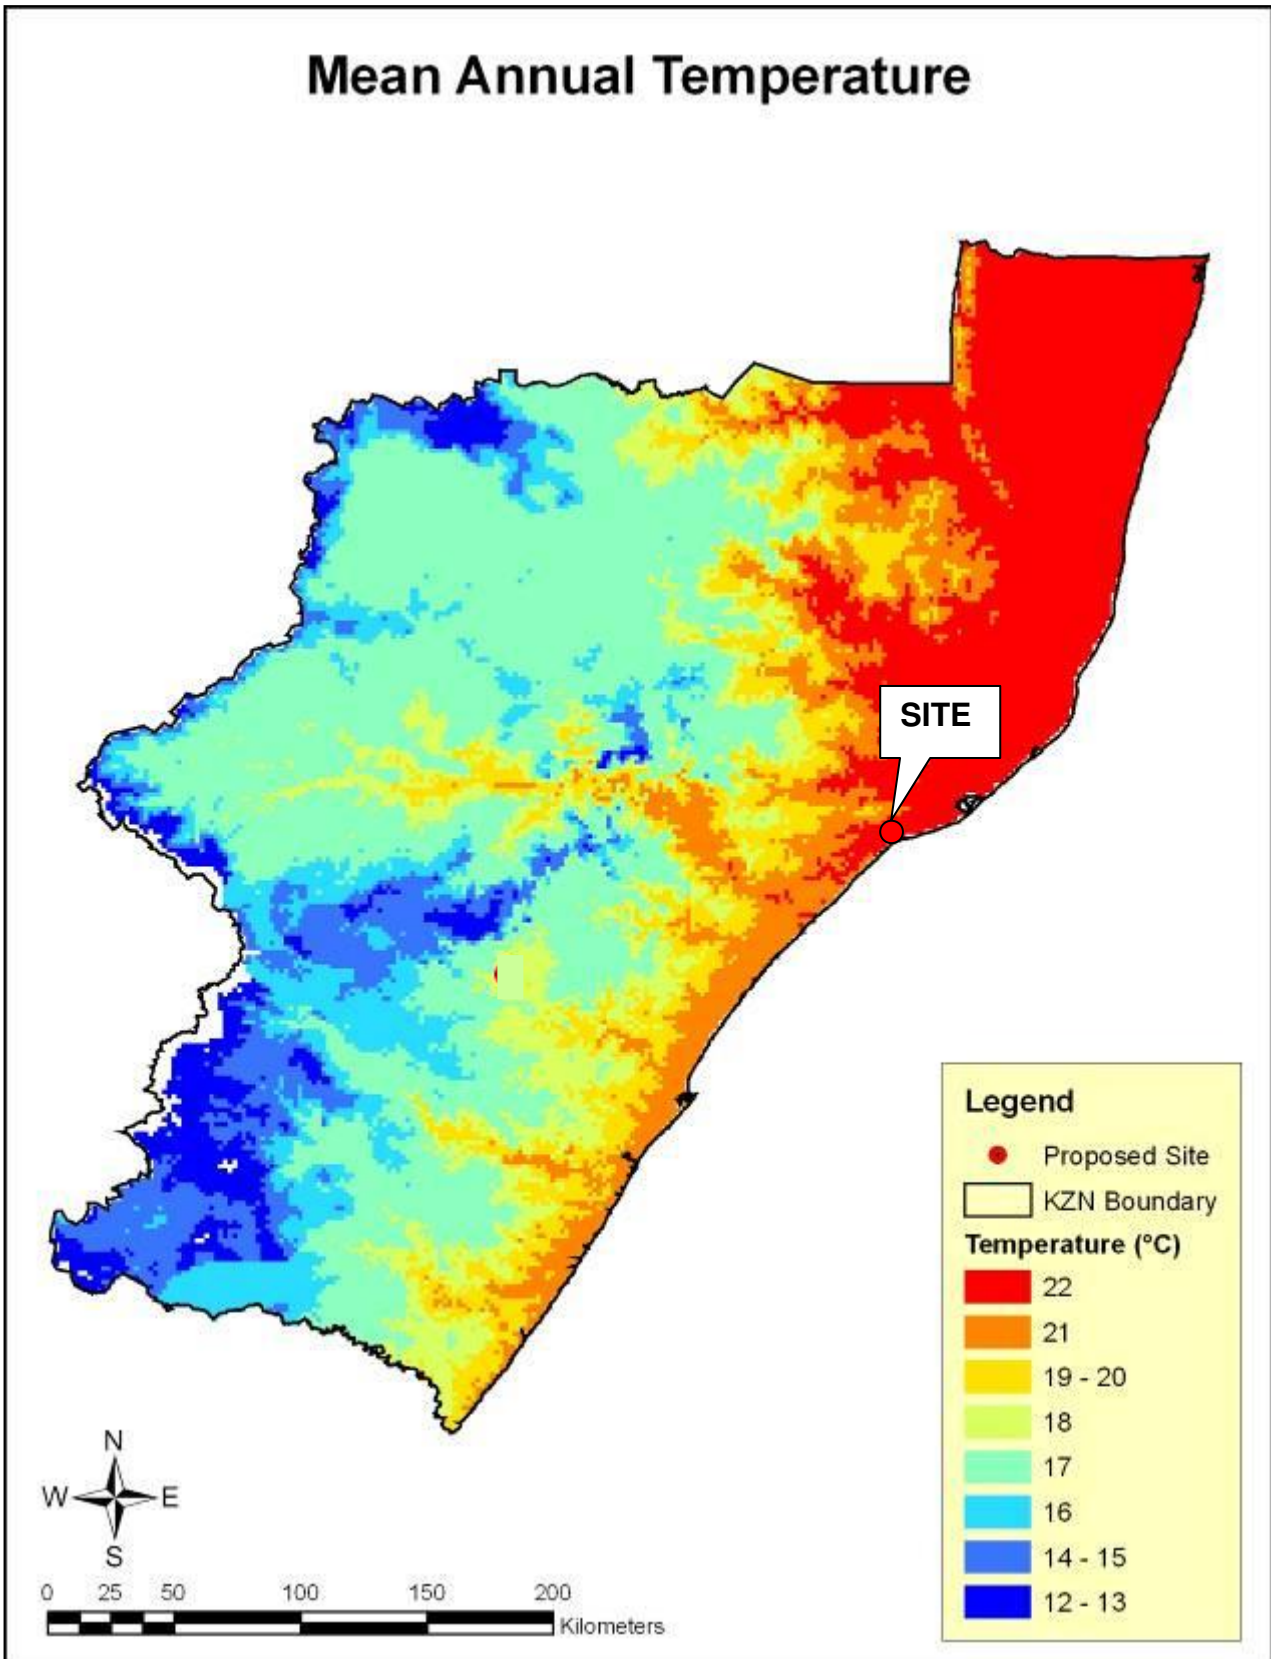 Mean Annual Temperature
SITE
Legend
Proposed Site
KZN Boundary
Temperature (°C)
22
21
19 - 20
18
17
16
14 - 15
12 - 13
N
W E
S
0 25 50 100 150 200
Kilometers